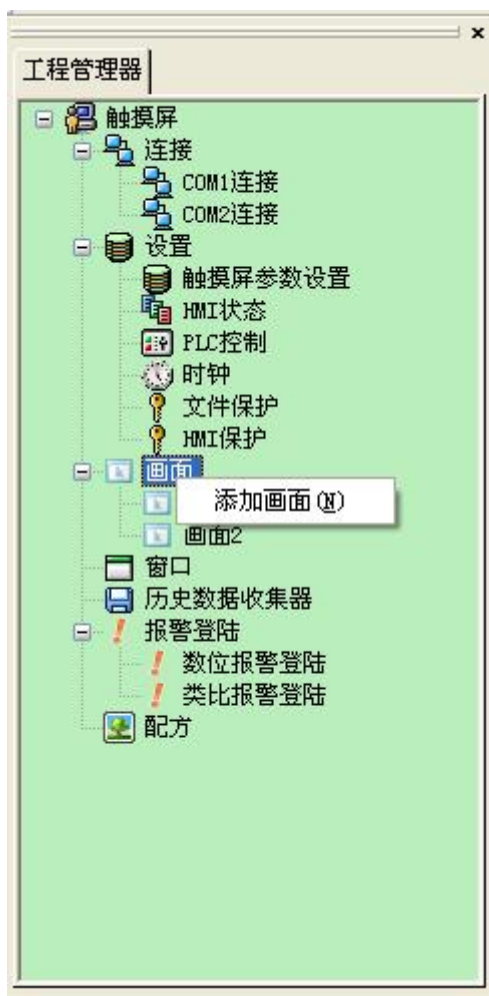 工程管理器
触摸屏
连接
COM1连接
COM2连接
设置
触摸屏参数设置
HMI状态
PLC控制
时钟
文件保护
HMI保护
画面
添加画面(N)
画面2
窗口
历史数据收集器
报警登陆
数位报警登陆
类比报警登陆
配方